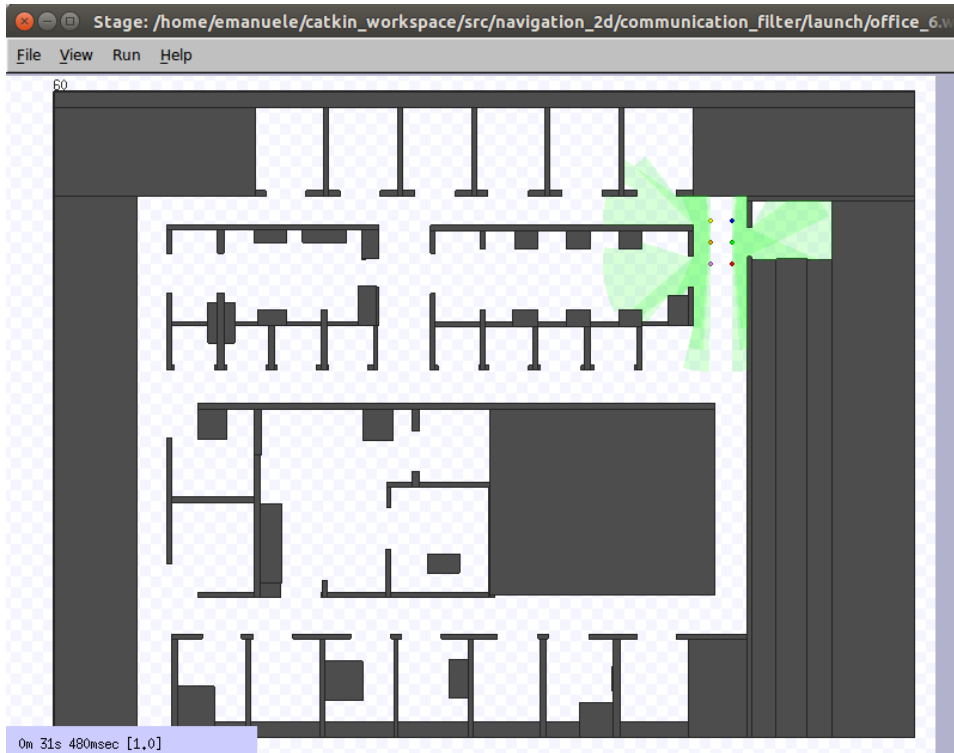 Stage: /home/emanuele/catkin_workspace/src/navigation_2d/communication_filter/launch/office_6.w
File View Run Help
60
0m 31s 480msec [1.0]